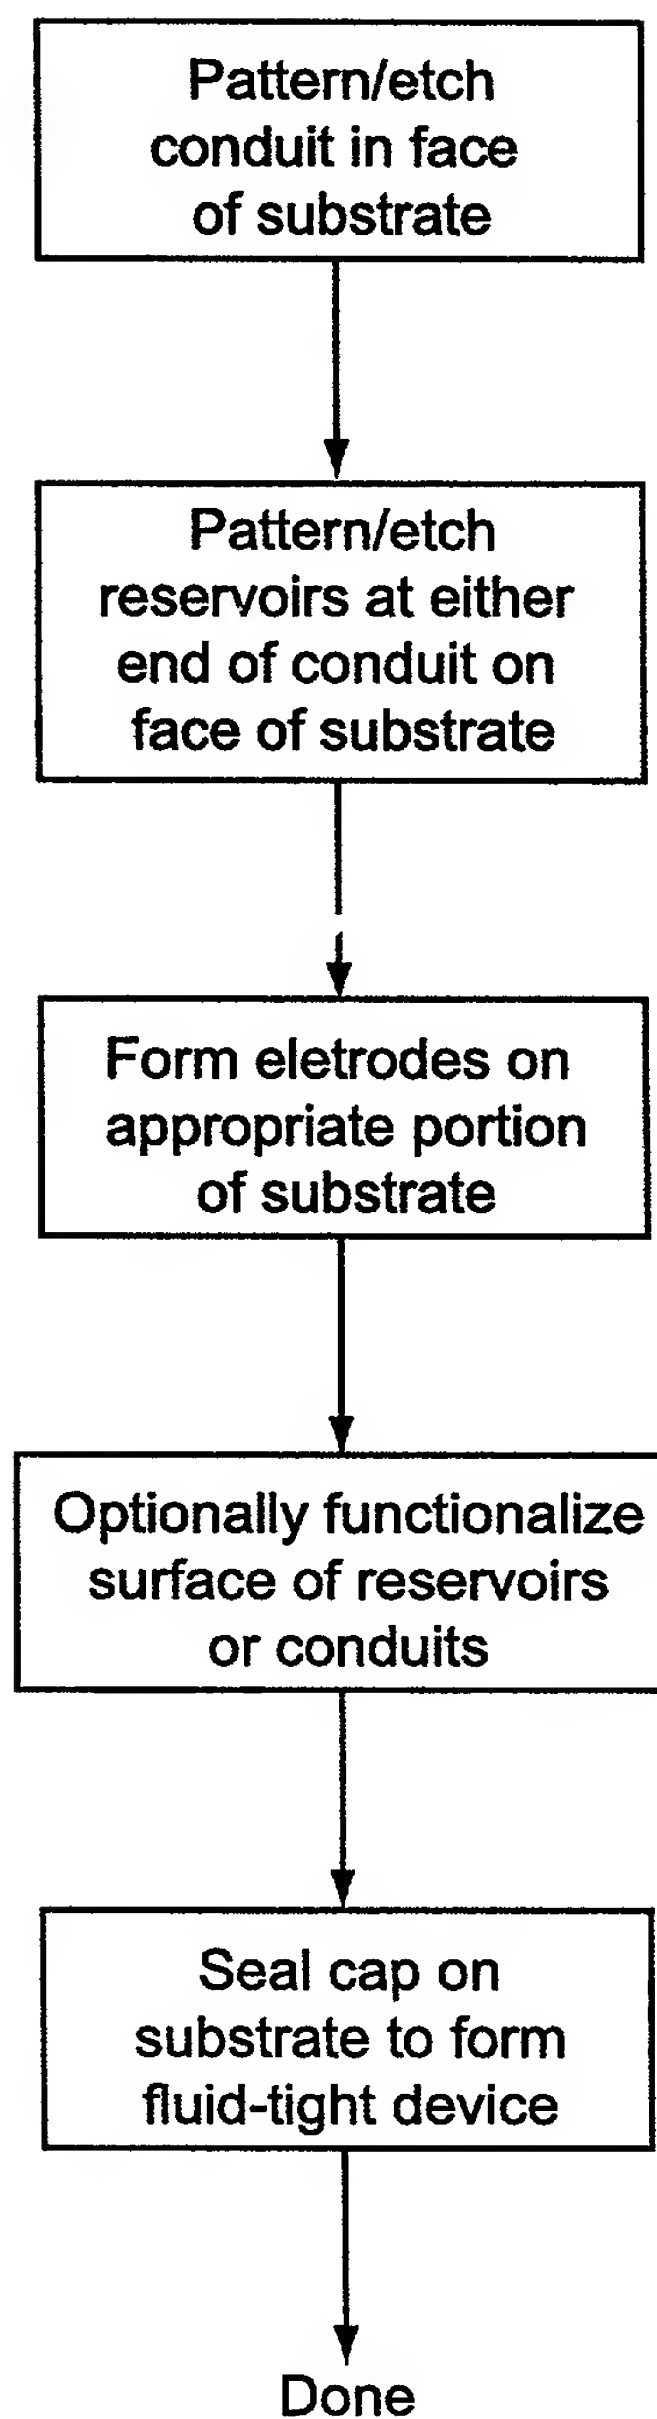 Pattern/etch
conduit in face
of substrate
Pattern/etch
reservoirs at either
end of conduit on
face of substrate
Form eletrodes on
appropriate portion
of substrate
Optionally functionalize
surface of reservoirs
or conduits
Seal cap on
substrate to form
fluid-tight device
Done